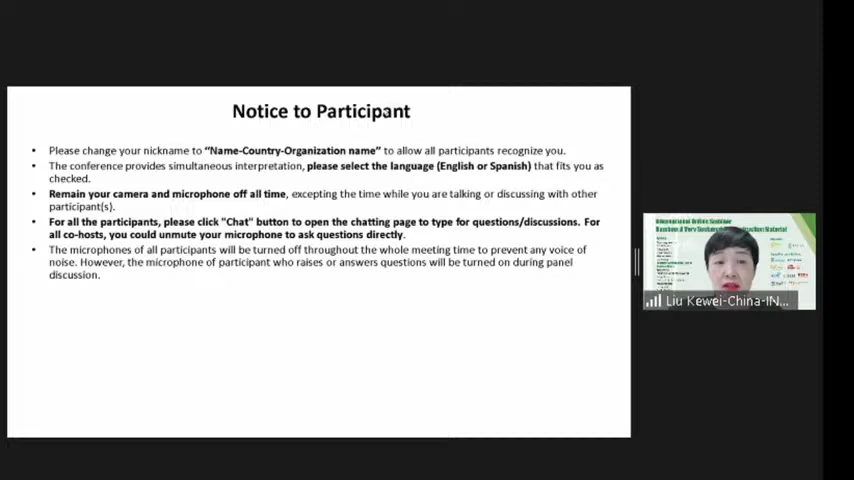 Notice to Participant
• Please change your nickname to “Name-Country-Organization name” to allow all participants recognize you.
• The conference provides simultaneous interpretation, please select the language (English or Spanish) that fits you as
checked.
• Remain your camera and microphone off all time, excepting the time while you are talking or discussing with other
participant(s).
• For all the participants, please click "Chat" button to open the chatting page to type for questions/discussions. For
all co-hosts, you could unmute your microphone to ask questions directly.
• The microphones of all participants will be turned off throughout the whole meeting time to prevent any voice of
noise. However, the microphone of participant who raises or answers questions will be turned on during panel
discussion.
International Online Seminar
Liu Kewei-China-IN...